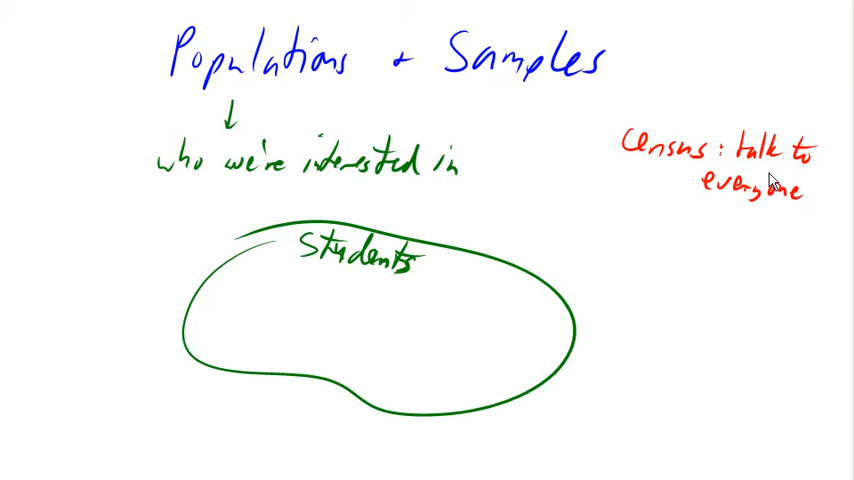 Populations + Samples
who we're interested in
Census: talk to
everyone
Students